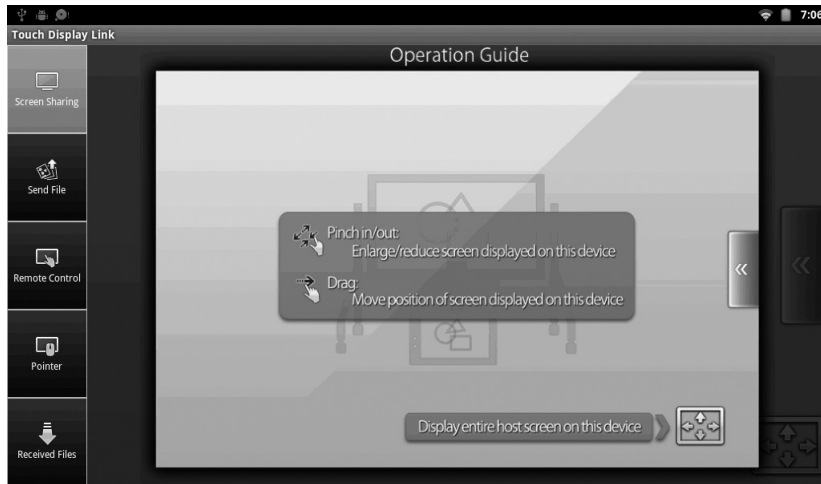 7:06
Touch Display Link
Operation Guide
Screen Sharing
Send File
Remote Control
Pointer
Received Files
Pinch in/out:
Enlarge/reduce screen displayed on this device
Drag:
Move position of screen displayed on this device
Display entire host screen on this device